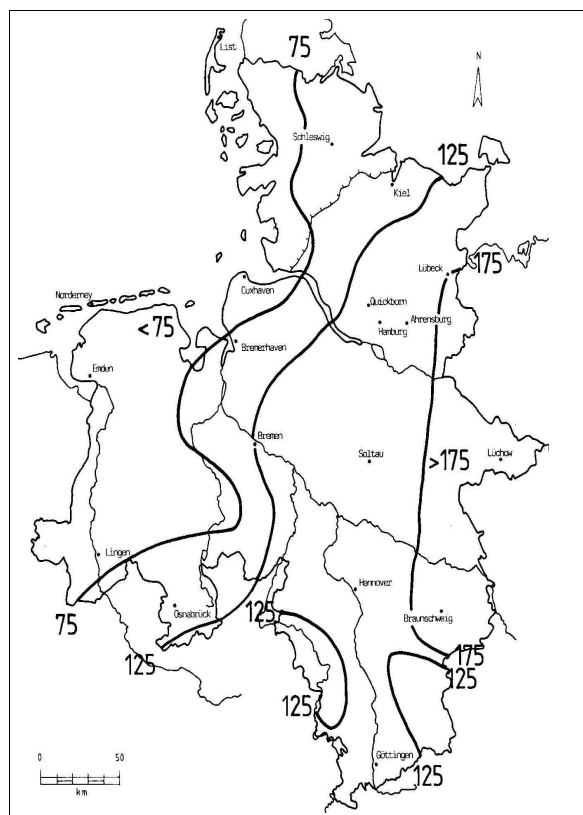 75
List
N
Schleswig
125
Kiel
Lübeck
175
Cuxhaven
Norderney
Quickborn
<75
Hamburg
Ahrensburg
Bremerhaven
Emden
Bremen
Soltau
>175
Lüchow
Lingen
Hannover
75
Osnabrück
125
Braunschweig
125
175
125
125
Göttingen
125
0 50
km